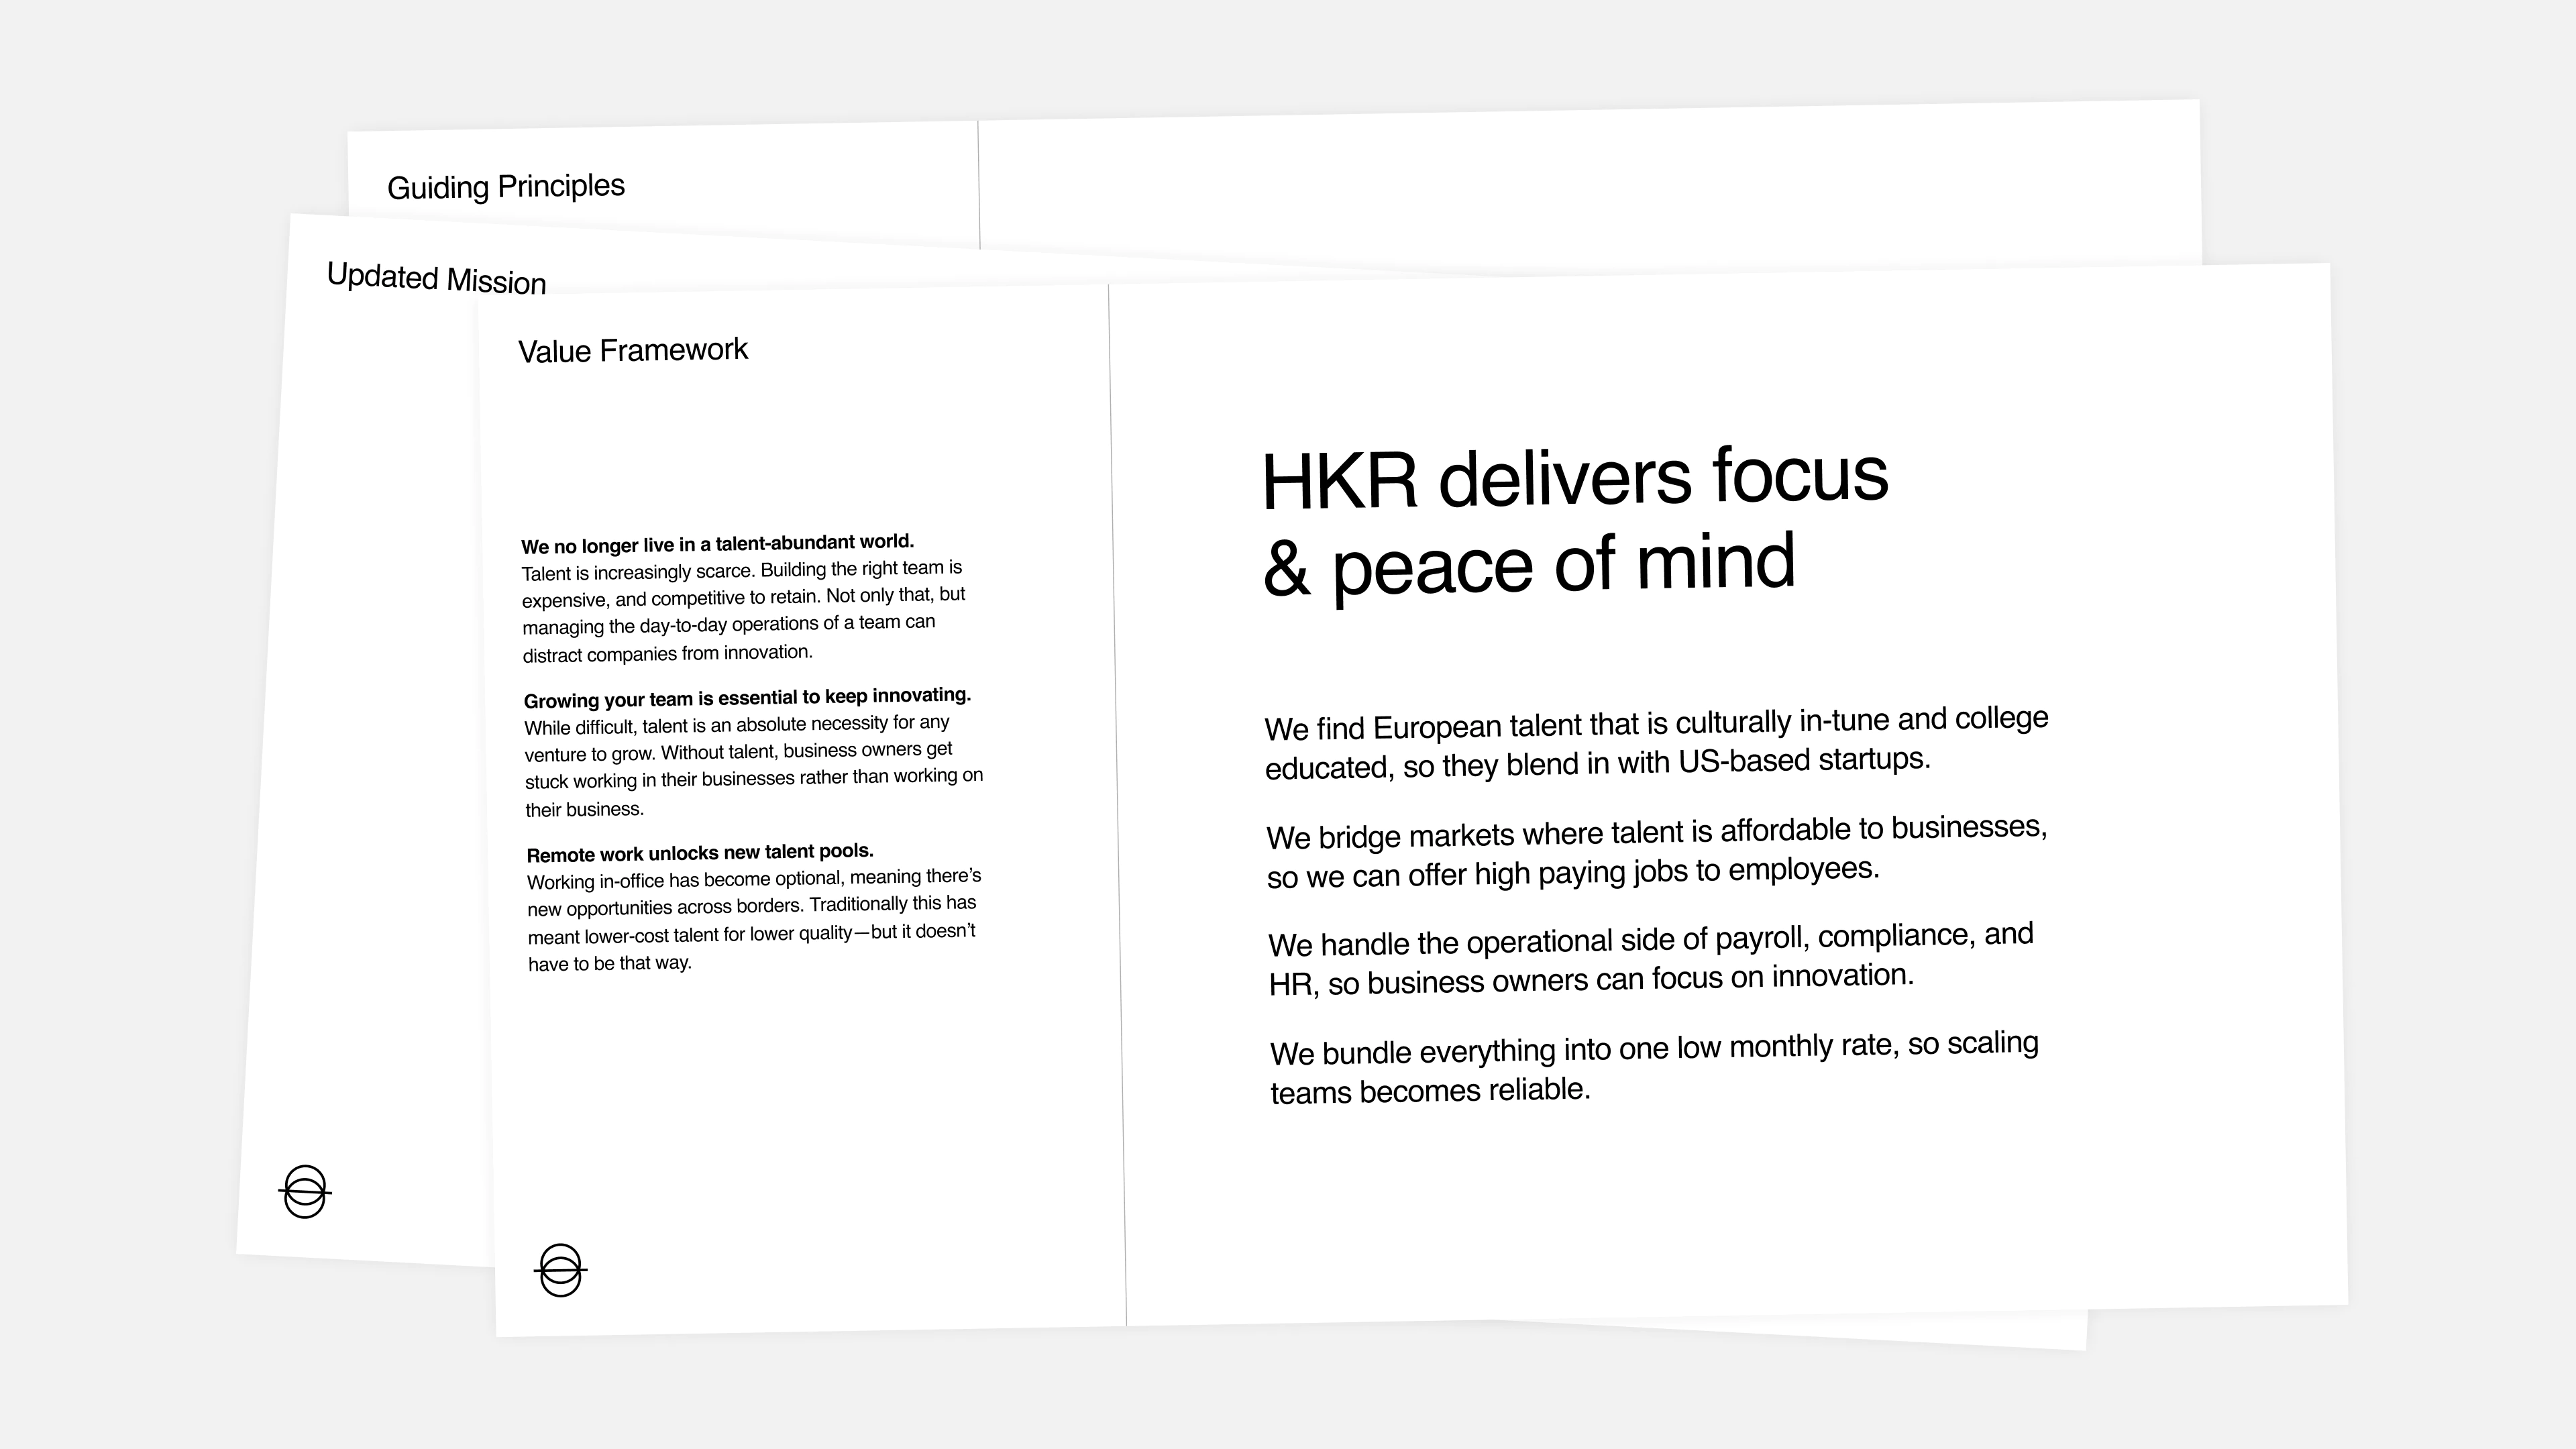 Guiding Principles
Updated Mission
Value Framework
We no longer live in a talent-abundant world.
Talent is increasingly scarce. Building the right team is
expensive, and competitive to retain. Not only that, but
managing the day-to-day operations of a team can
distract companies from innovation.
Growing your team is essential to keep innovating.
While difficult, talent is an absolute necessity for any
venture to grow. Without talent, business owners get
stuck working in their businesses rather than working on
their business.
Remote work unlocks new talent pools.
Working in-office has become optional, meaning there’s
new opportunities across borders. Traditionally this has
meant lower-cost talent for lower quality—but it doesn’t
have to be that way.
HKR delivers focus
& peace of mind
We find European talent that is culturally in-tune and college
educated, so they blend in with US-based startups.
We bridge markets where talent is affordable to businesses,
so we can offer high paying jobs to employees.
We handle the operational side of payroll, compliance, and
HR, so business owners can focus on innovation.
We bundle everything into one low monthly rate, so scaling
teams becomes reliable.